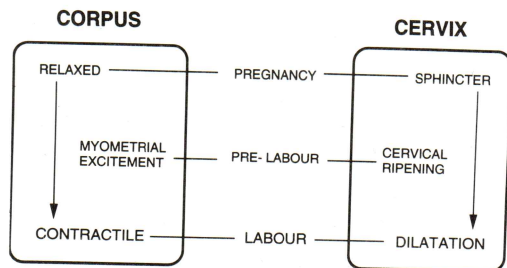 CORPUS
CERVIX
RELAXED
PREGNANCY
SPHINCTER
MYOMETRIAL
EXCITEMENT
PRE- LABOUR
CERVICAL
RIPENING
CONTRACTILE
LABOUR
DILATATION